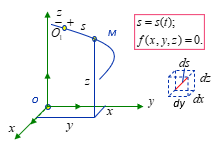 z
- + s M
O₁
s = s(t);
f(x, y, z) = 0.
z
ds
dz
dx
dy
O
y
x
y
x